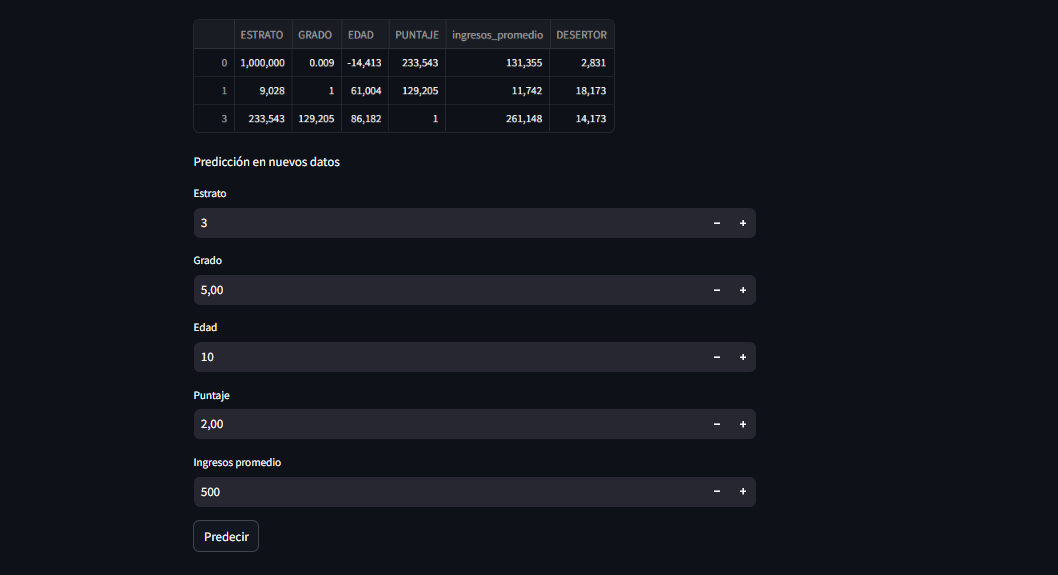 ESTRATO GRADO EDAD PUNTAJE ingresos_promedio DESERTOR
0 1,000,000 0.009 -14,413 233,543 131,355 2,831
1 9,028 1 61,004 129,205 11,742 18,173
3 233,543 129,205 86,182 1 261,148 14,173
Predicción en nuevos datos
Estrato
3 − +
Grado
5,00 − +
Edad
10 − +
Puntaje
2,00 − +
Ingresos promedio
500 − +
Predecir